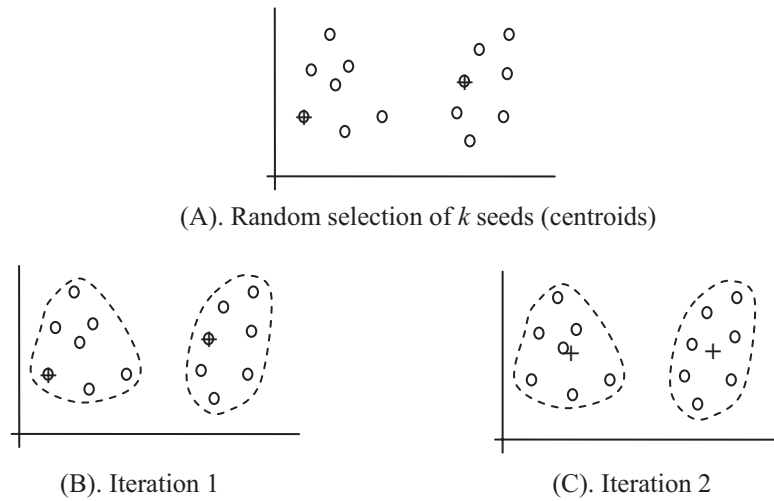 (A). Random selection of k seeds (centroids)
(B). Iteration 1
(C). Iteration 2